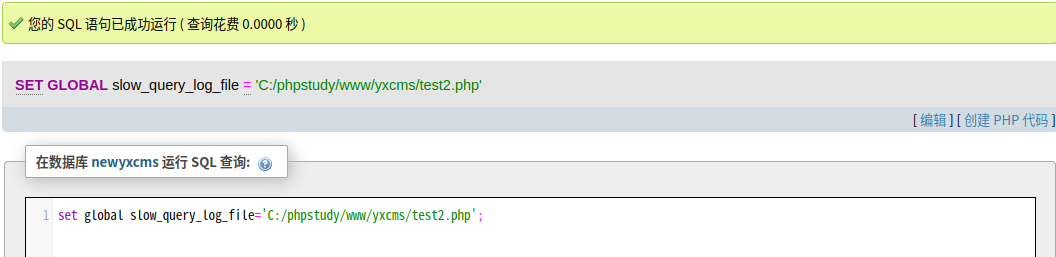 您的 SQL 语句已成功运行 ( 查询花费 0.0000 秒 )
SET GLOBAL slow_query_log_file = 'C:/phpstudy/www/yxcms/test2.php'
[ 编辑 ] [ 创建 PHP 代码 ]
在数据库 newyxcms 运行 SQL 查询:
1 set global slow_query_log_file='C:/phpstudy/www/yxcms/test2.php';